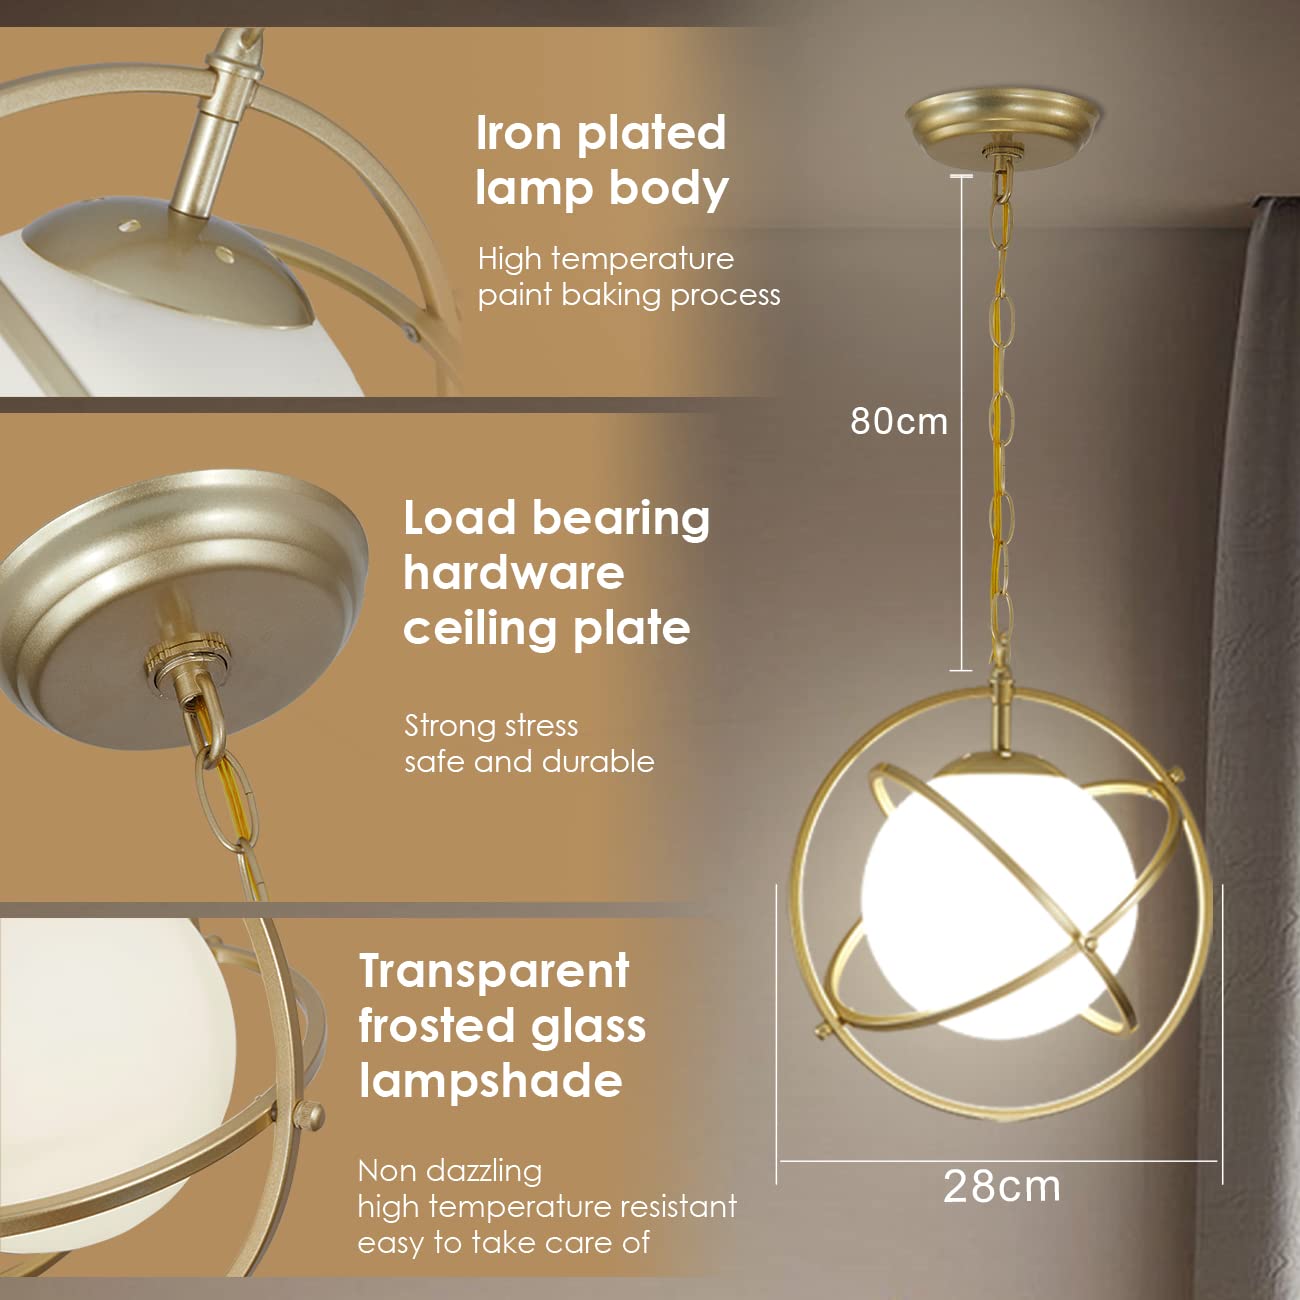 Iron plated
lamp body
High temperature
paint baking process
Load bearing
hardware
ceiling plate
Strong stress
safe and durable
Transparent
frosted glass
lampshade
Non dazzling
high temperature resistant
easy to take care of
80cm
28cm